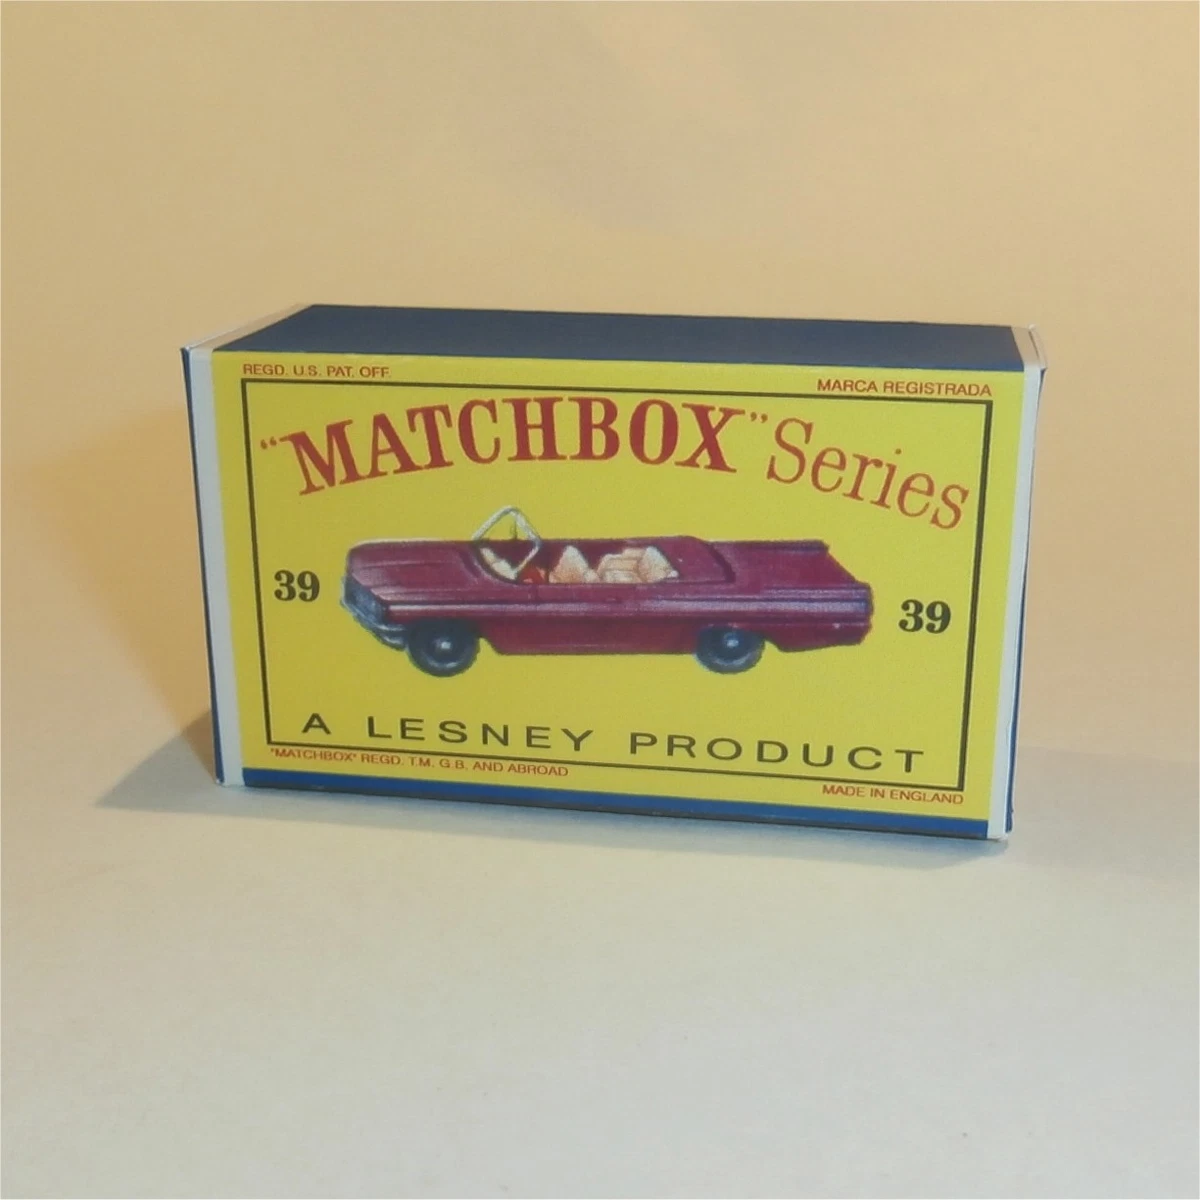 REGD. U.S. PAT. OFF.
MARCA REGISTRADA
"MATCHBOX" Series
39
39
A LESNEY PRODUCT
"MATCHBOX" REGD. T.M. G.B. AND ABROAD
MADE IN ENGLAND